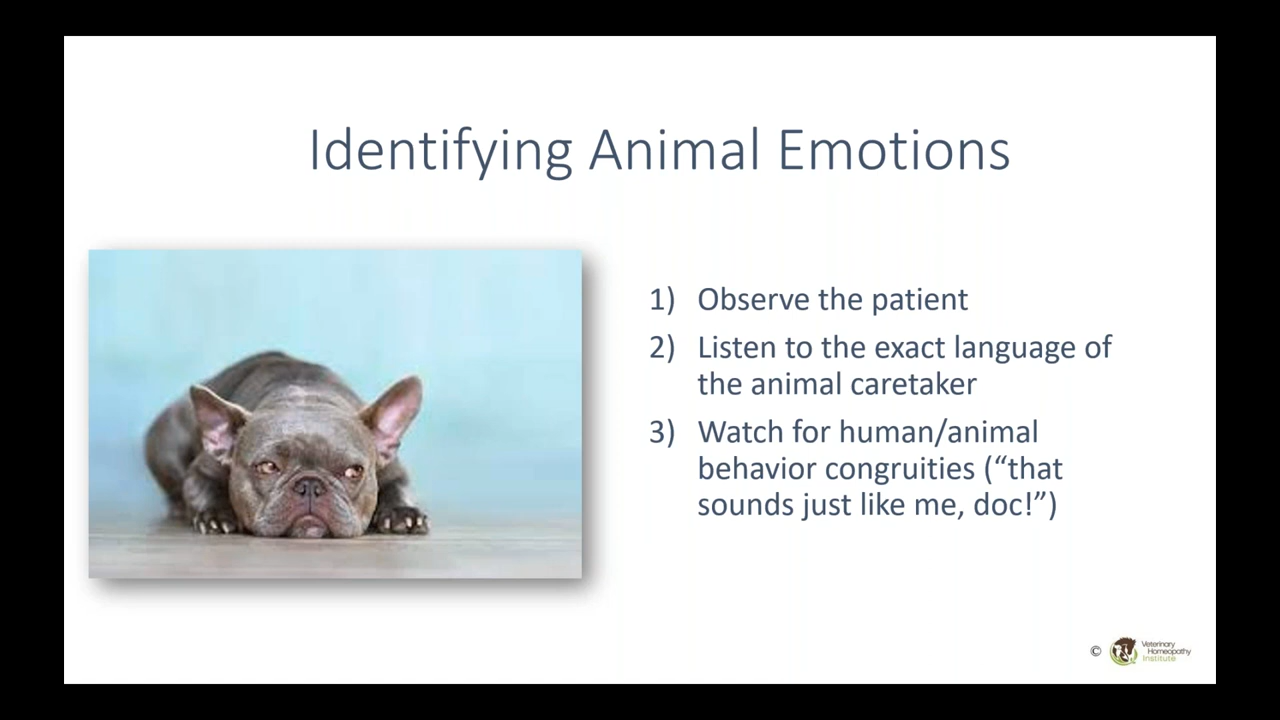 Identifying Animal Emotions
1) Observe the patient
2) Listen to the exact language of
the animal caretaker
3) Watch for human/animal
behavior congruities (“that
sounds just like me, doc!”)
© Veterinary
Homeopathy
Institute